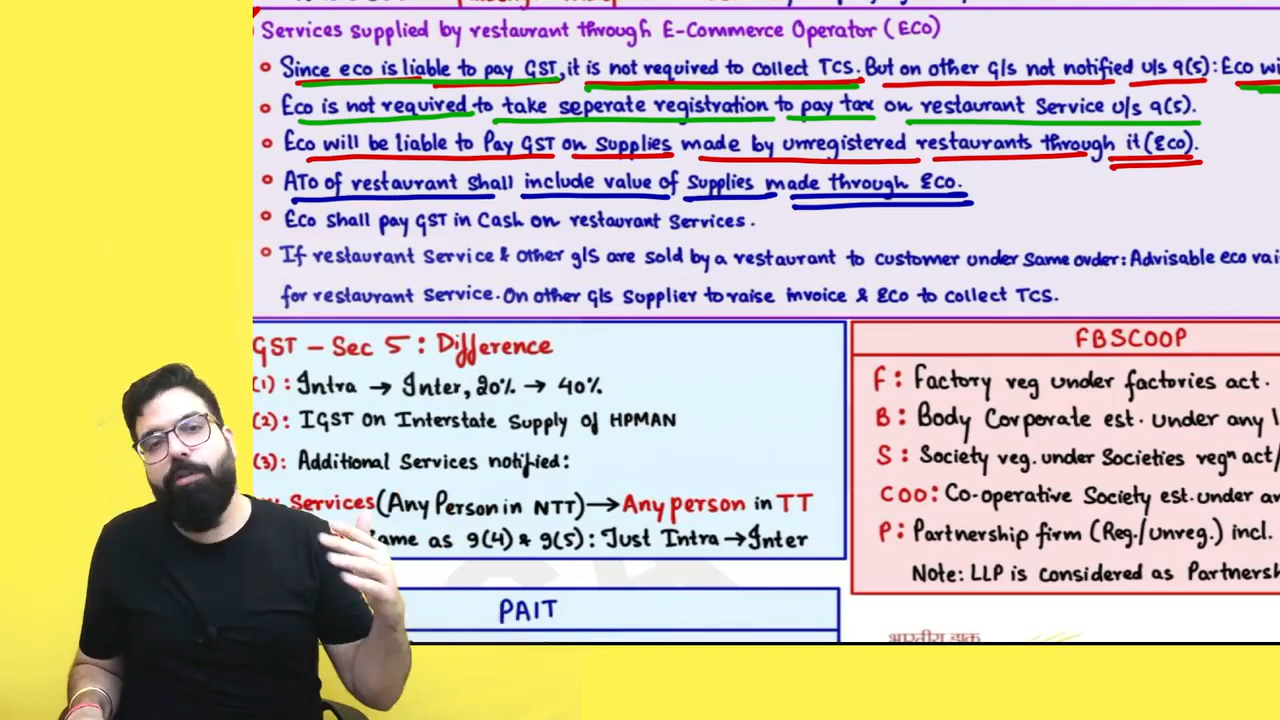 Services supplied by restaurant through E-Commerce Operator (ECO)
Since eco is liable to pay GST, it is not required to collect TCS. But on other G/s not notified u/s 9(5): Eco
Eco is not required to take seperate registration to pay tax on restaurant Service u/s 9(5).
Eco will be liable to Pay GST on Supplies made by unregistered restaurants through it (Eco).
ATO of restaurant shall include value of Supplies made through Eco.
Eco shall pay GST in Cash on restaurant Services.
If restaurant Service & other g/s are sold by a restaurant to customer under same order: Advisable eco
for restaurant service. On other G/s Supplier to raise invoice & Eco to collect TCS.
GST - Sec 5 : Difference
(1) : Intra → Inter, 20% → 40%
(2): IGST on Interstate Supply of HPMAN
(3): Additional Services notified:
Services (Any Person in NTT) → Any person in TT
ame as 9(4) & 9(5): Just Intra → Inter
PAIT
FBSCOOP
F: Factory reg under factories act.
B: Body Corporate est. under any
S: Society reg. under Societies regn act/
COO: Co-operative Society est. under
P: Partnership firm (Reg./unreg.) incl.
Note: LLP is considered as
भारतीय डाक